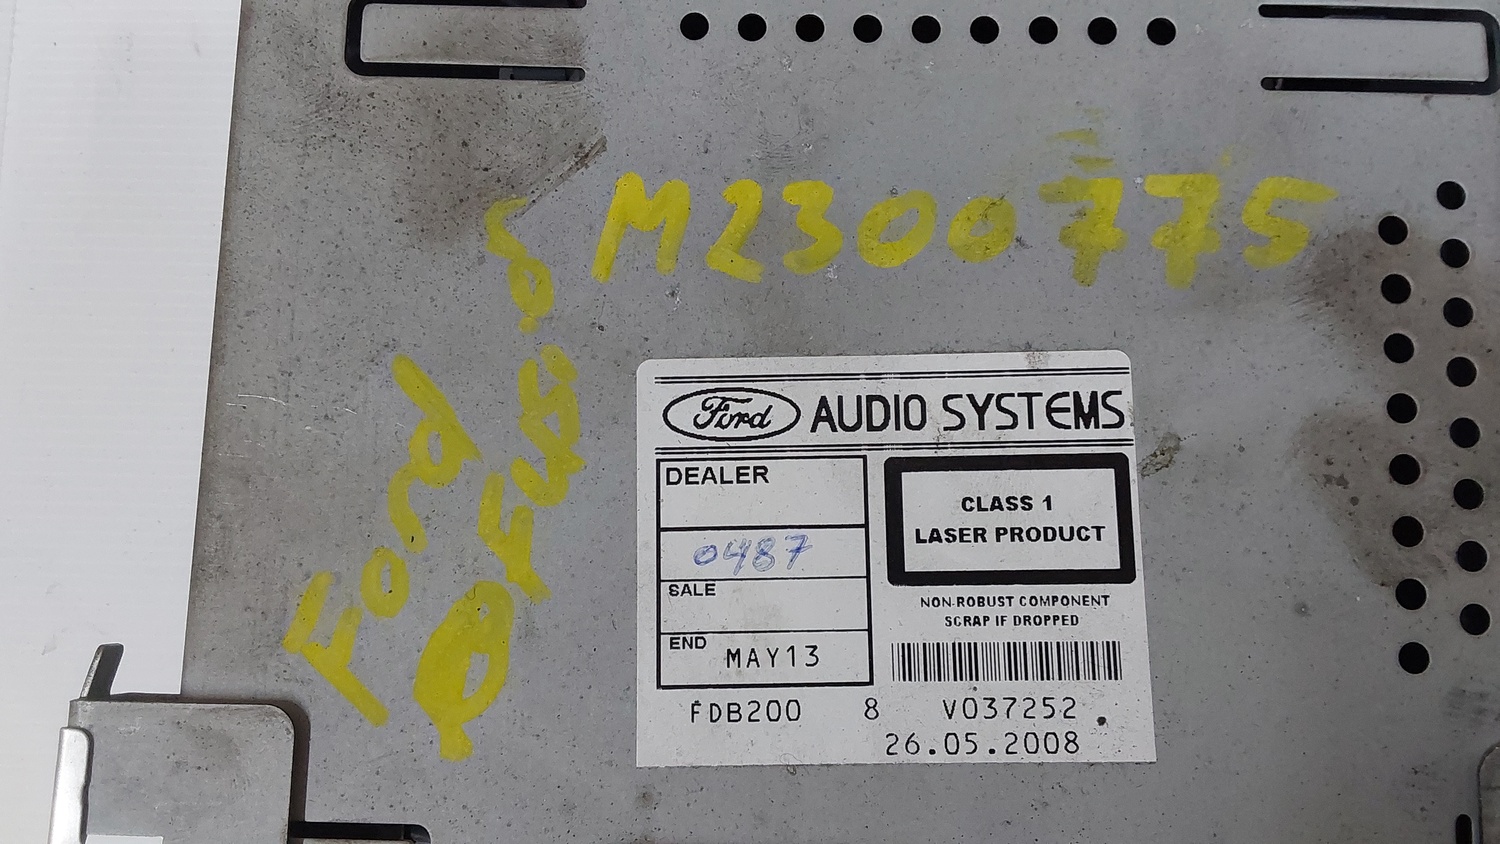 M2300775
Ford
Ford AUDIO SYSTEMS
DEALER
0487
SALE
END MAY13
CLASS 1
LASER PRODUCT
NON-ROBUST COMPONENT
SCRAP IF DROPPED
FDB200 8 V037252
26.05.2008